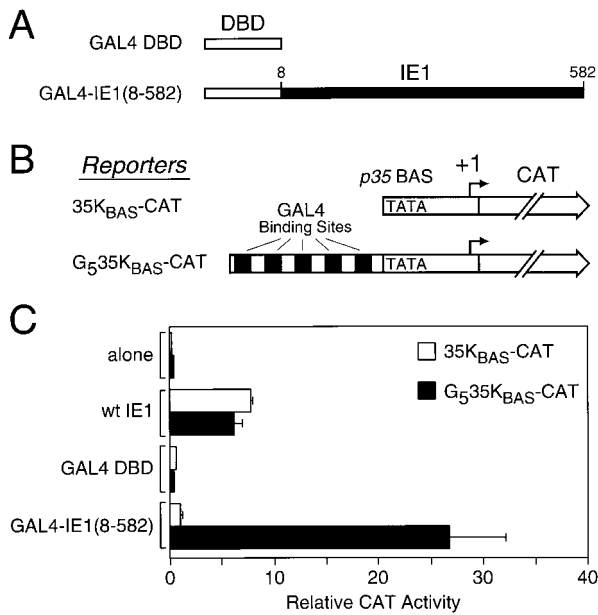 A
DBD
GAL4 DBD
8
IE1
582
GAL4-IE1(8-582)
B
Reporters
p35 BAS
+1
CAT
35KBAS-CAT
TATA
GAL4
Binding Sites
G535KBAS-CAT
TATA
C
alone
wt IE1
GAL4 DBD
GAL4-IE1(8-582)
35KBAS-CAT
G535KBAS-CAT
0 10 20 30 40
Relative CAT Activity